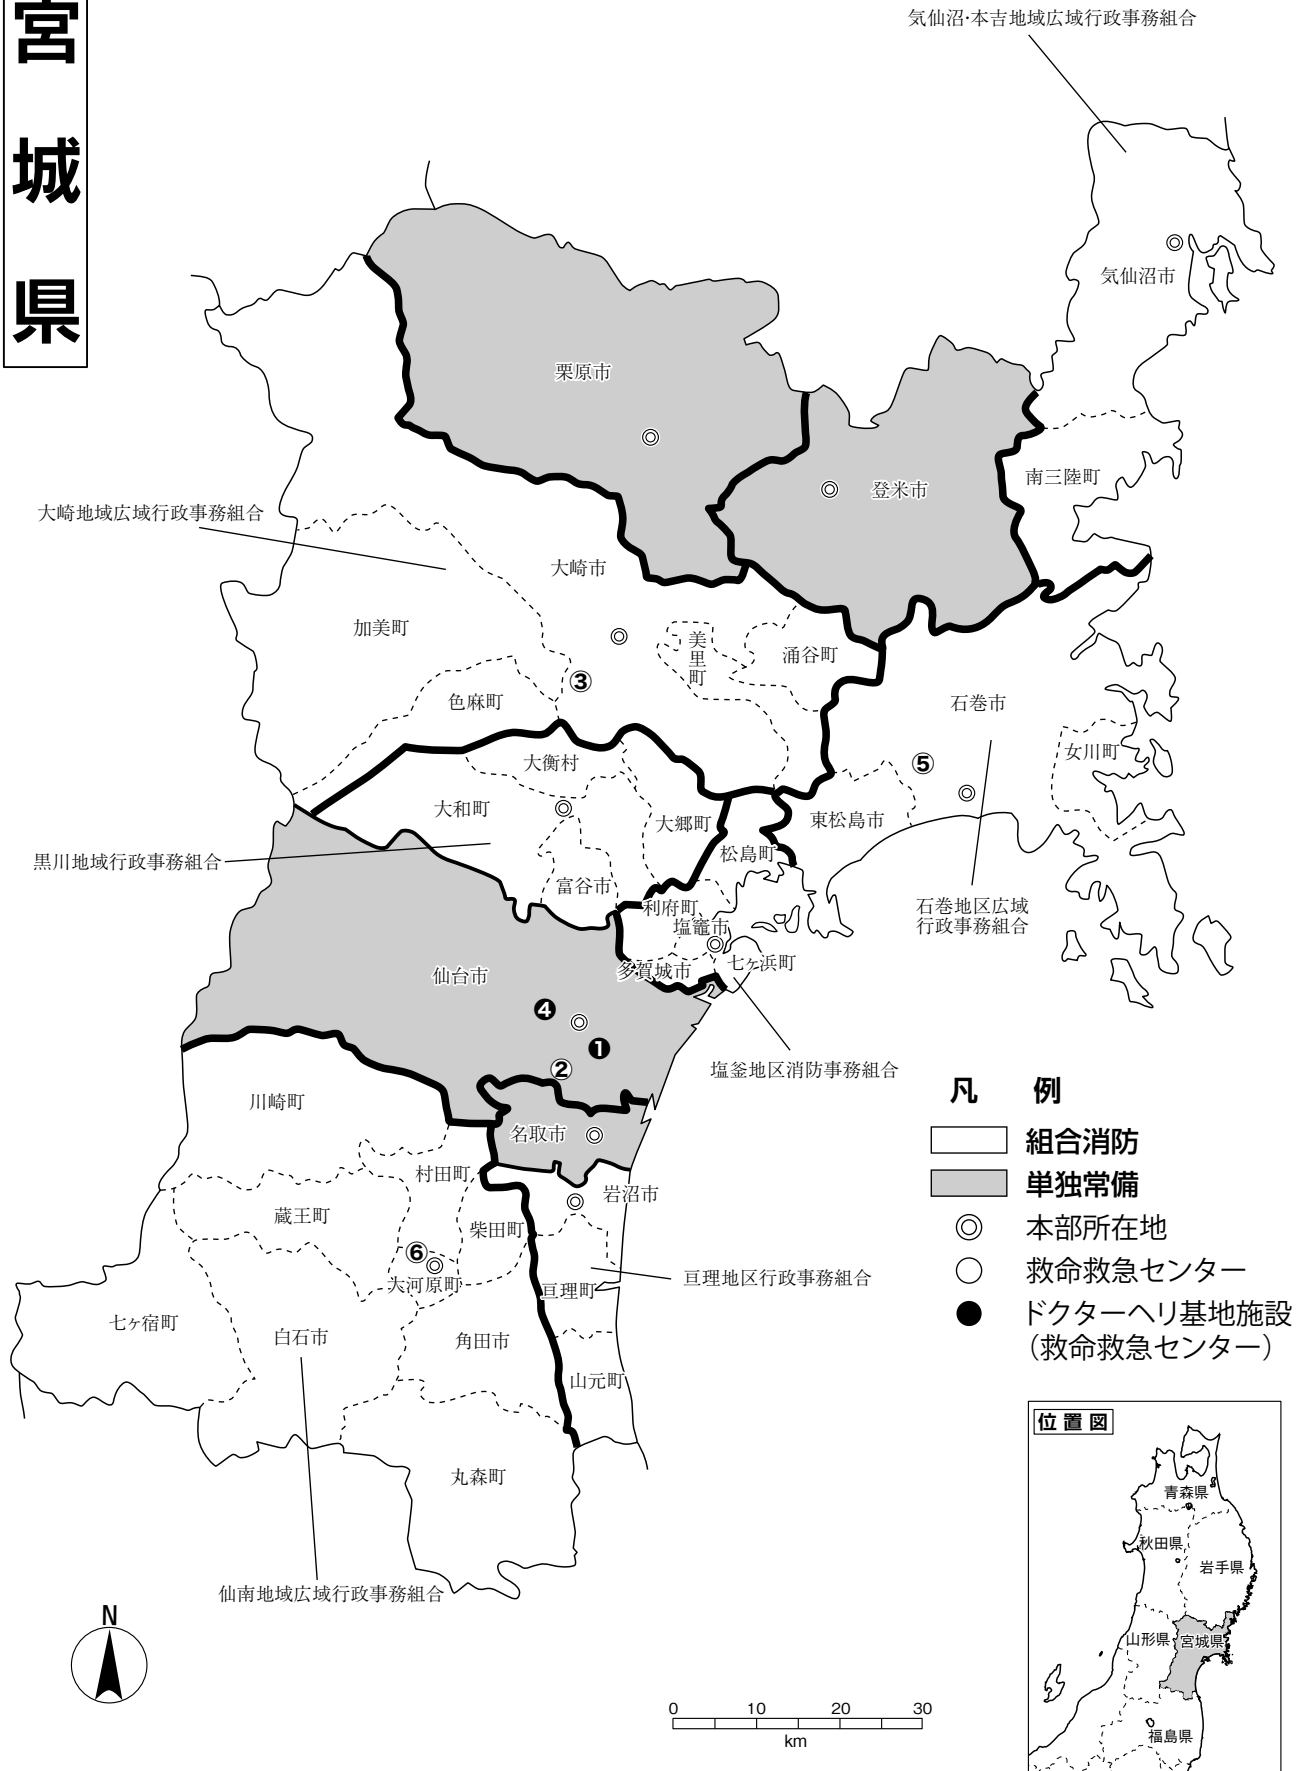 宮城県
気仙沼・本吉地域広域行政事務組合
気仙沼市
栗原市
登米市
南三陸町
大崎地域広域行政事務組合
大崎市
加美町
美里町
涌谷町
③
色麻町
石巻市
女川町
大衡村
⑤
大和町
大郷町
東松島市
松島町
黒川地域行政事務組合
富谷市
利府町
石巻地区広域
行政事務組合
塩竈市
多賀城市
七ヶ浜町
仙台市
❹
❶
②
塩釜地区消防事務組合
川崎町
名取市
村田町
岩沼市
蔵王町
柴田町
⑥
大河原町
亘理地区行政事務組合
亘理町
七ヶ宿町
白石市
角田市
山元町
丸森町
仙南地域広域行政事務組合
凡 例
組合消防
単独常備
本部所在地
救命救急センター
ドクターヘリ基地施設
（救命救急センター）
位置図
青森県
秋田県
岩手県
山形県
宮城県
福島県
N
0 10 20 30
km